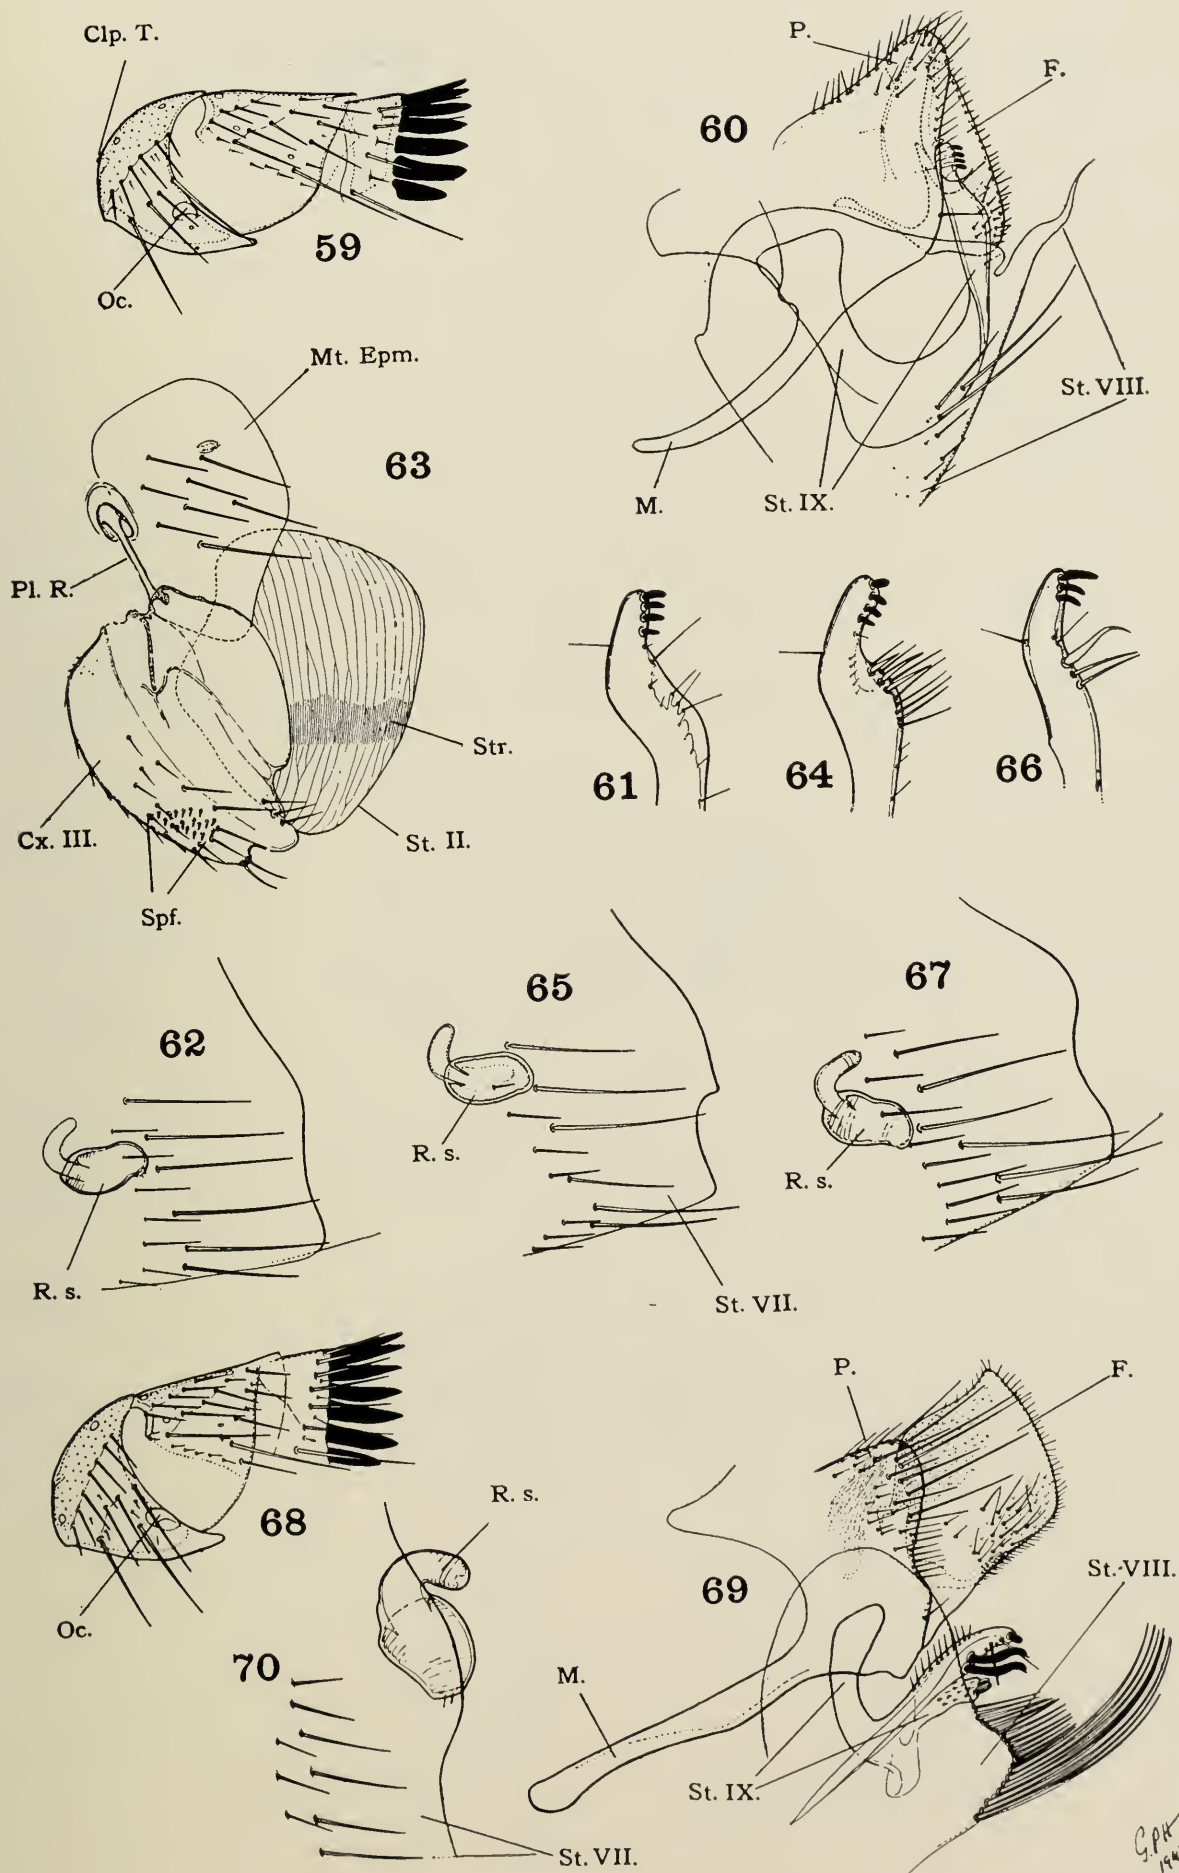 Clp. T.
P.
F.
60
59
Oc.
Mt. Epm.
St. VIII.
63
M.
St. IX.
Pl. R.
Str.
61
64
66
Cx. III.
St. II.
Spf.
65
67
62
R. s.
R. s.
R. s.
St. VII.
P.
F.
R. s.
68
St. VIII.
69
Oc.
70
M.
St. IX.
St. VII.
G.P.H